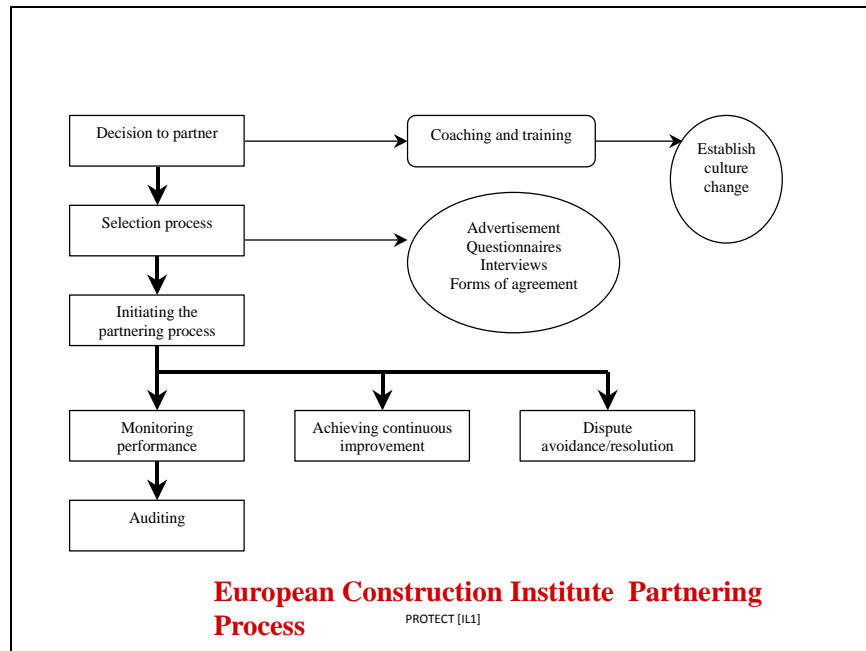 Decision to partner
Coaching and training
Establish
culture
change
Selection process
Advertisement
Questionnaires
Interviews
Forms of agreement
Initiating the
partnering process
Monitoring
performance
Achieving continuous
improvement
Dispute
avoidance/resolution
Auditing
European Construction Institute Partnering
Process
PROTECT [IL1]